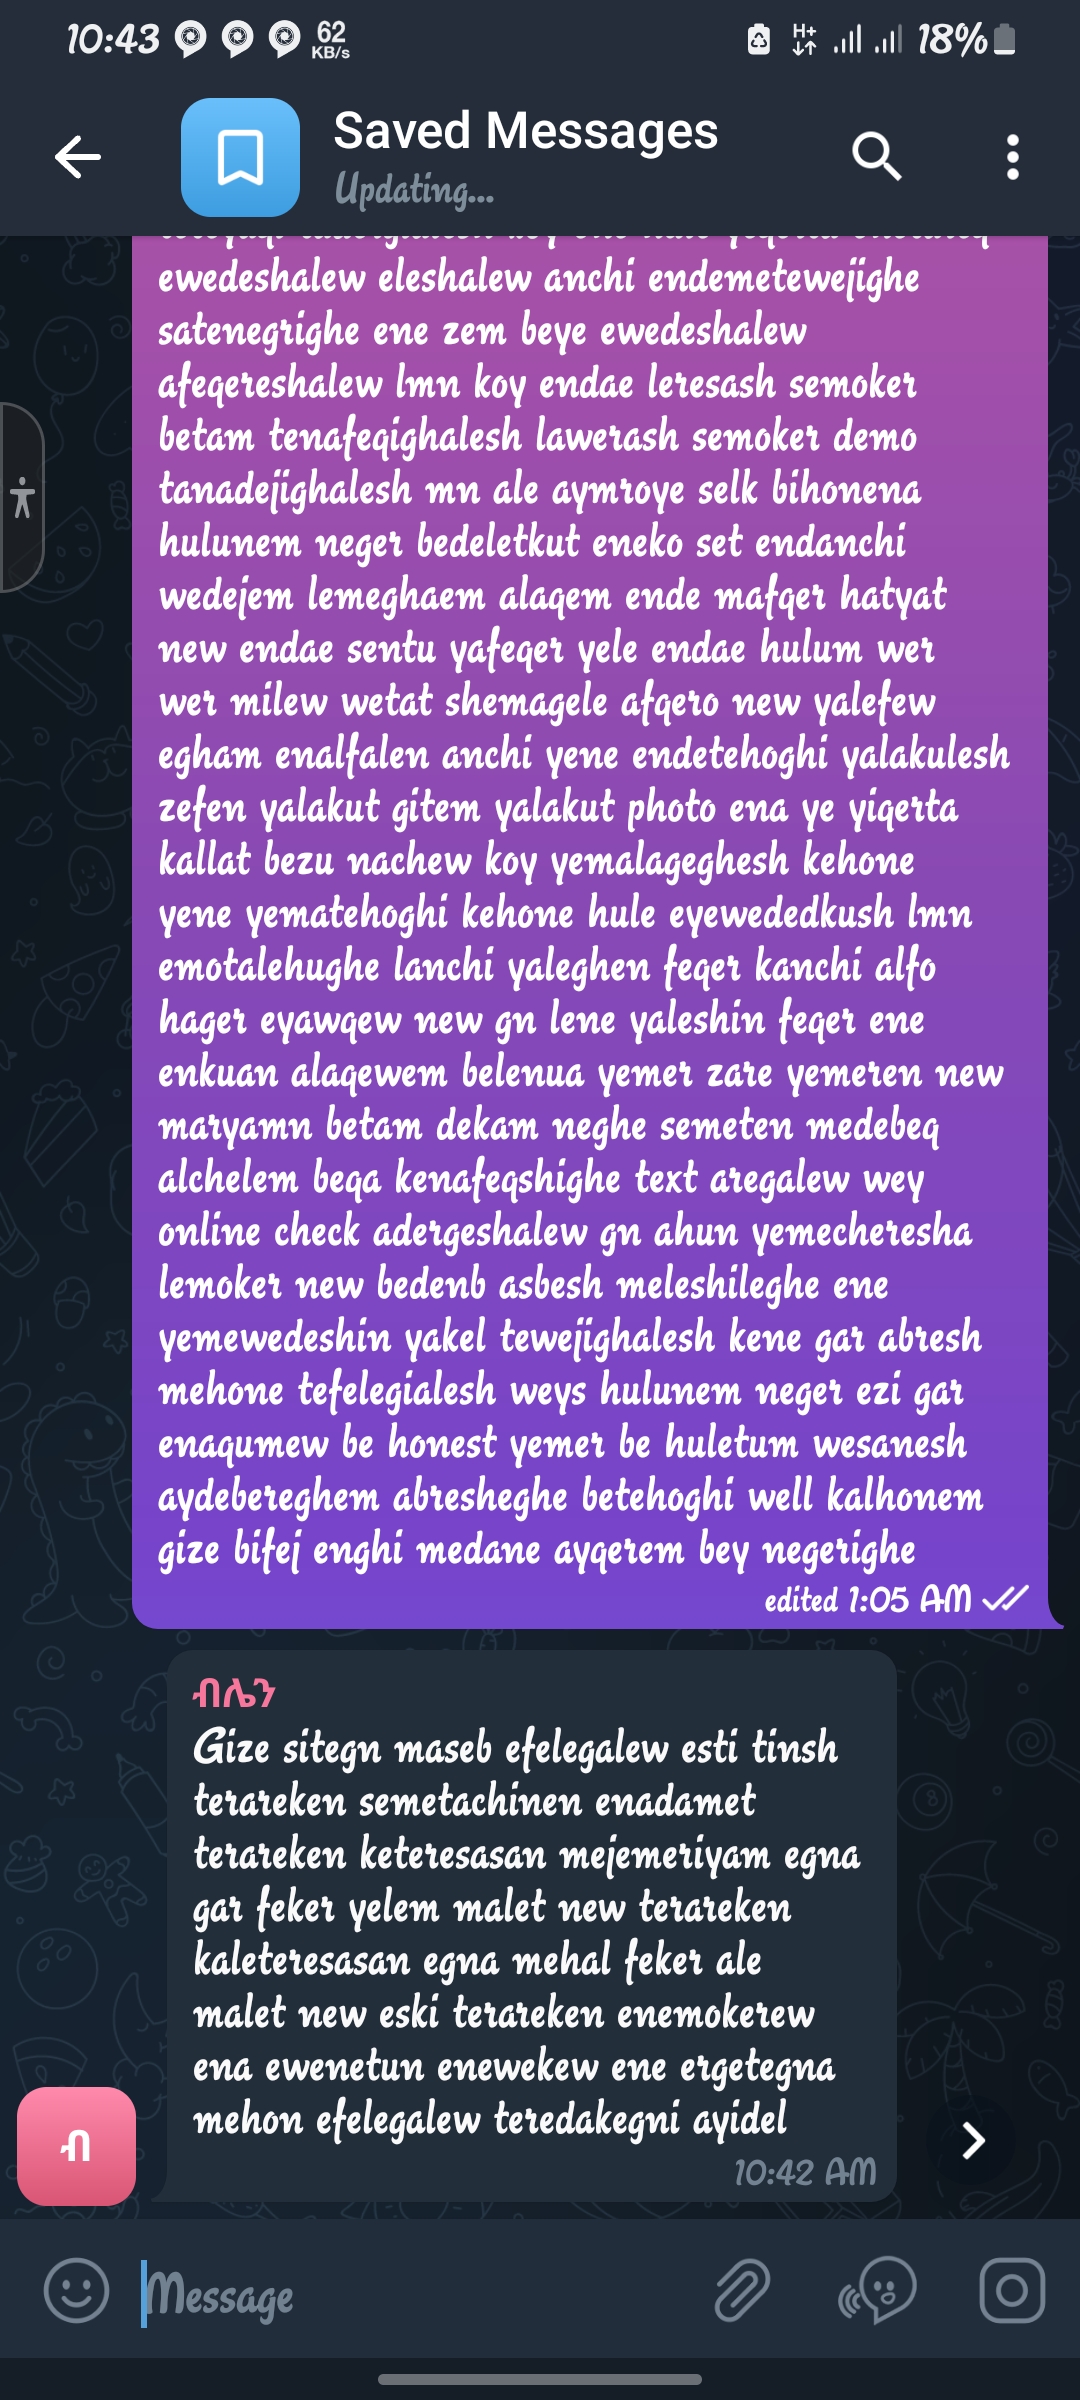 10:43
62
KB/s
H+
18%
Saved Messages
Updating...
ewedeshalew eleshalew anchi endemetewejighe
satenegrighe ene zem beye ewedeshalew
afeqereshalew lmn koy endae leresash semoker
betam tenafeqighalesh lawerash semoker demo
tanadejighalesh mn ale aymroye selk bihonena
hulunem neger bedeletkut eneko set endanchi
wedejem lemeghaem alaqem ende mafqer hatyat
new endae sentu yafeqer yele endae hulum wer
wer milew wetat shemagele afqero new yalefew
egham enalfalen anchi yene endetehoghi yalakulesh
zefen yalakut gitem yalakut photo ena ye yiqerta
kallat bezu nachew koy yemalageghesh kehone
yene yematehoghi kehone hule eyewededkush lmn
emotalehughe lanchi yaleghen feqer kanchi alfo
hager eyawqew new gn lene yaleshin feqer ene
enkuan alaqewem belenua yemer zare yemeren new
maryamn betam dekam neghe semeten medebeq
alchelem beqa kenafeqshighe text aregalew wey
online check adergeshalew gn ahun yemecheresha
lemoker new bedenb asbesh meleshileghe ene
yemewedeshin yakel tewejighalesh kene gar abresh
mehone tefelegialesh weys hulunem neger ezi gar
enaqumew be honest yemer be huletum wesanesh
aydebereghem abresheghe betehoghi well kalhonem
gize bifej enghi medane ayqerem bey negerighe
edited 1:05 AM
ብሌን
Gize sitegn maseb efelegalew esti tinsh
terareken semetachinen enadamet
terareken keteresasan mejemeriyam egna
gar feker yelem malet new terareken
kaleteresasan egna mehal feker ale
malet new eski terareken enemokerew
ena ewenetun enewekew ene ergetegna
mehon efelegalew teredakegni ayidel
10:42 AM
ብ
Message